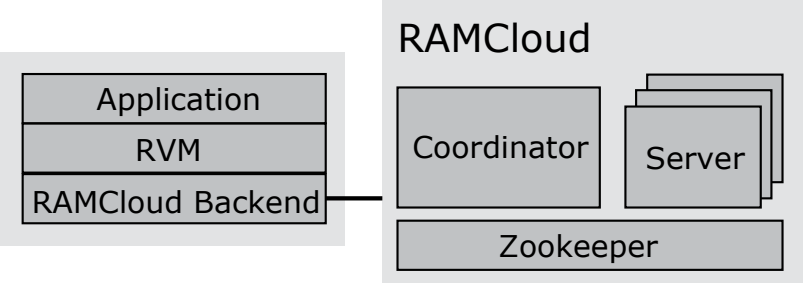 Application
RVM
RAMCloud Backend
RAMCloud
Coordinator
Server
Zookeeper